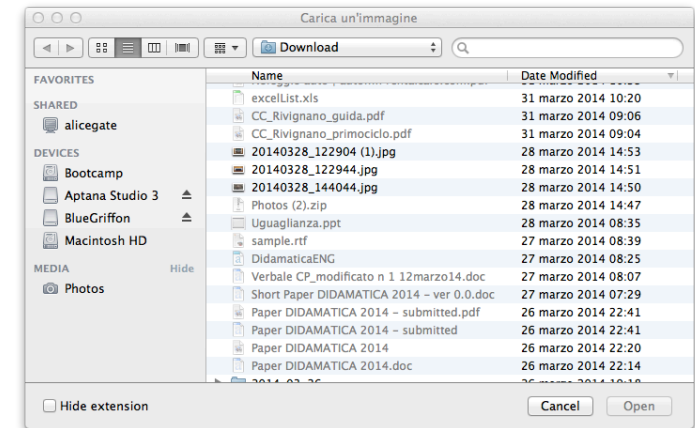 Carica un'immagine
Download
FAVORITES
SHARED
alicegate
DEVICES
Bootcamp
Aptana Studio 3
BlueGriffon
Macintosh HD
MEDIA Hide
Photos
Name Date Modified
excelList.xls 31 marzo 2014 10:20
CC_Rivignano_guida.pdf 31 marzo 2014 09:06
CC_Rivignano_primociclo.pdf 31 marzo 2014 09:04
20140328_122904 (1).jpg 28 marzo 2014 14:53
20140328_122944.jpg 28 marzo 2014 14:51
20140328_144044.jpg 28 marzo 2014 14:50
Photos (2).zip 28 marzo 2014 14:47
Uguaglianza.ppt 28 marzo 2014 08:35
sample.rtf 27 marzo 2014 08:39
DidamaticaENG 27 marzo 2014 08:25
Verbale CP_modificato n 1 12marzo14.doc 27 marzo 2014 08:07
Short Paper DIDAMATICA 2014 - ver 0.0.doc 27 marzo 2014 07:29
Paper DIDAMATICA 2014 - submitted.pdf 26 marzo 2014 22:41
Paper DIDAMATICA 2014 - submitted 26 marzo 2014 22:41
Paper DIDAMATICA 2014 26 marzo 2014 22:20
Paper DIDAMATICA 2014.doc 26 marzo 2014 22:14
Hide extension Cancel Open